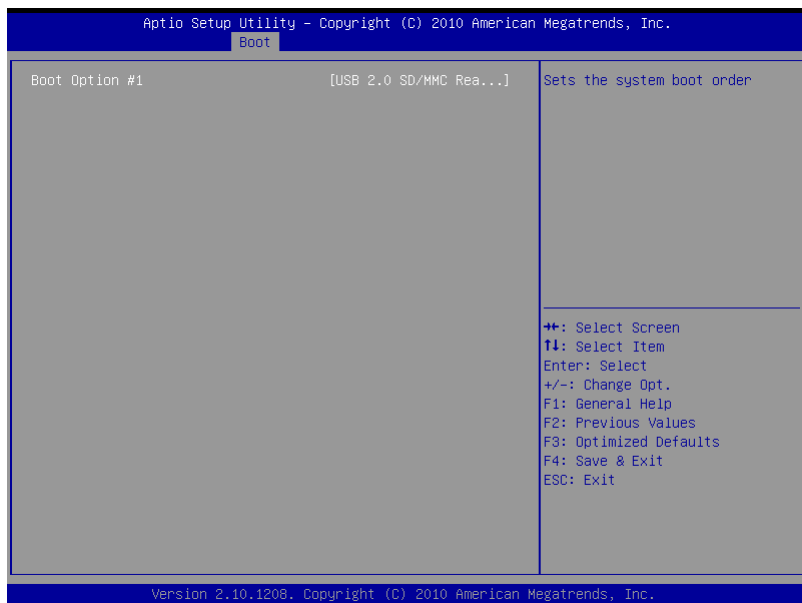 Aptio Setup Utility – Copyright (C) 2010 American Megatrends, Inc.
Boot
Boot Option #1 [USB 2.0 SD/MMC Rea...]
Sets the system boot order
→←: Select Screen
↑↓: Select Item
Enter: Select
+/-: Change Opt.
F1: General Help
F2: Previous Values
F3: Optimized Defaults
F4: Save & Exit
ESC: Exit
Version 2.10.1208. Copyright (C) 2010 American Megatrends, Inc.